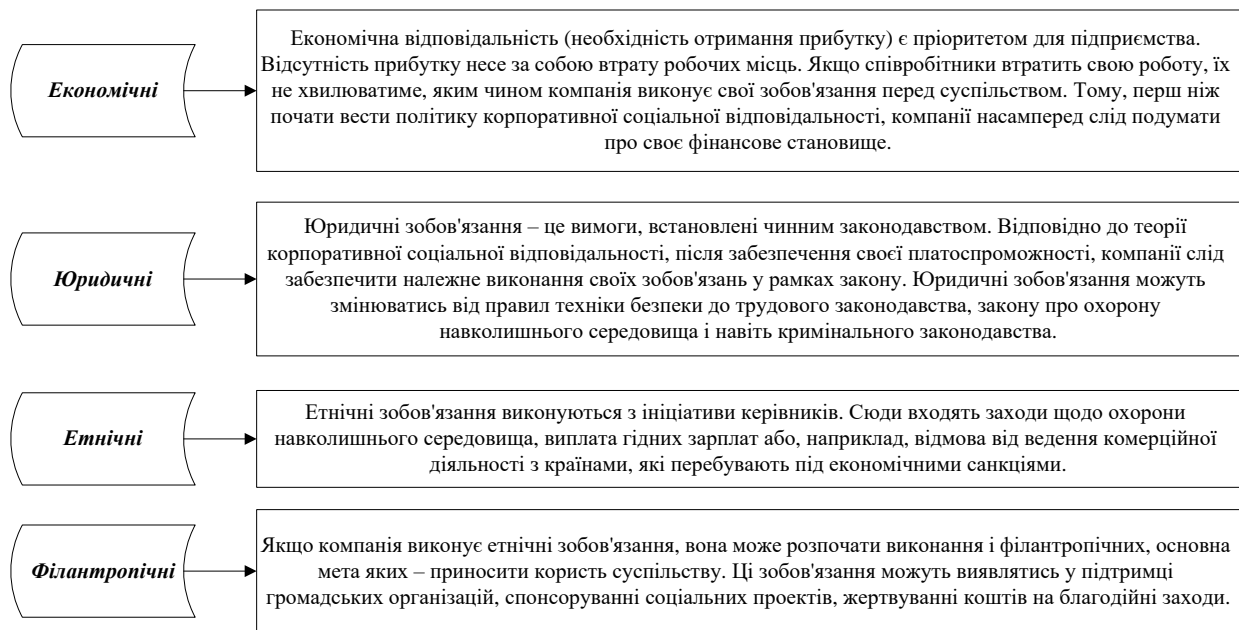 Економічні
Економічна відповідальність (необхідність отримання прибутку) є пріоритетом для підприємства.
Відсутність прибутку несе за собою втрату робочих місць. Якщо співробітники втратить свою роботу, їх
не хвилюватиме, яким чином компанія виконує свої зобов'язання перед суспільством. Тому, перш ніж
почати вести політику корпоративної соціальної відповідальності, компанії насамперед слід подумати
про своє фінансове становище.
Юридичні
Юридичні зобов'язання – це вимоги, встановлені чинним законодавством. Відповідно до теорії
корпоративної соціальної відповідальності, після забезпечення своєї платоспроможності, компанії слід
забезпечити належне виконання своїх зобов'язань у рамках закону. Юридичні зобов'язання можуть
змінюватись від правил техніки безпеки до трудового законодавства, закону про охорону
навколишнього середовища і навіть кримінального законодавства.
Етнічні
Етнічні зобов'язання виконуються з ініціативи керівників. Сюди входять заходи щодо охорони
навколишнього середовища, виплата гідних зарплат або, наприклад, відмова від ведення комерційної
діяльності з країнами, які перебувають під економічними санкціями.
Філантропічні
Якщо компанія виконує етнічні зобов'язання, вона може розпочати виконання і філантропічних, основна
мета яких – приносити користь суспільству. Ці зобов'язання можуть виявлятись у підтримці
громадських організацій, спонсоруванні соціальних проектів, жертвуванні коштів на благодійні заходи.